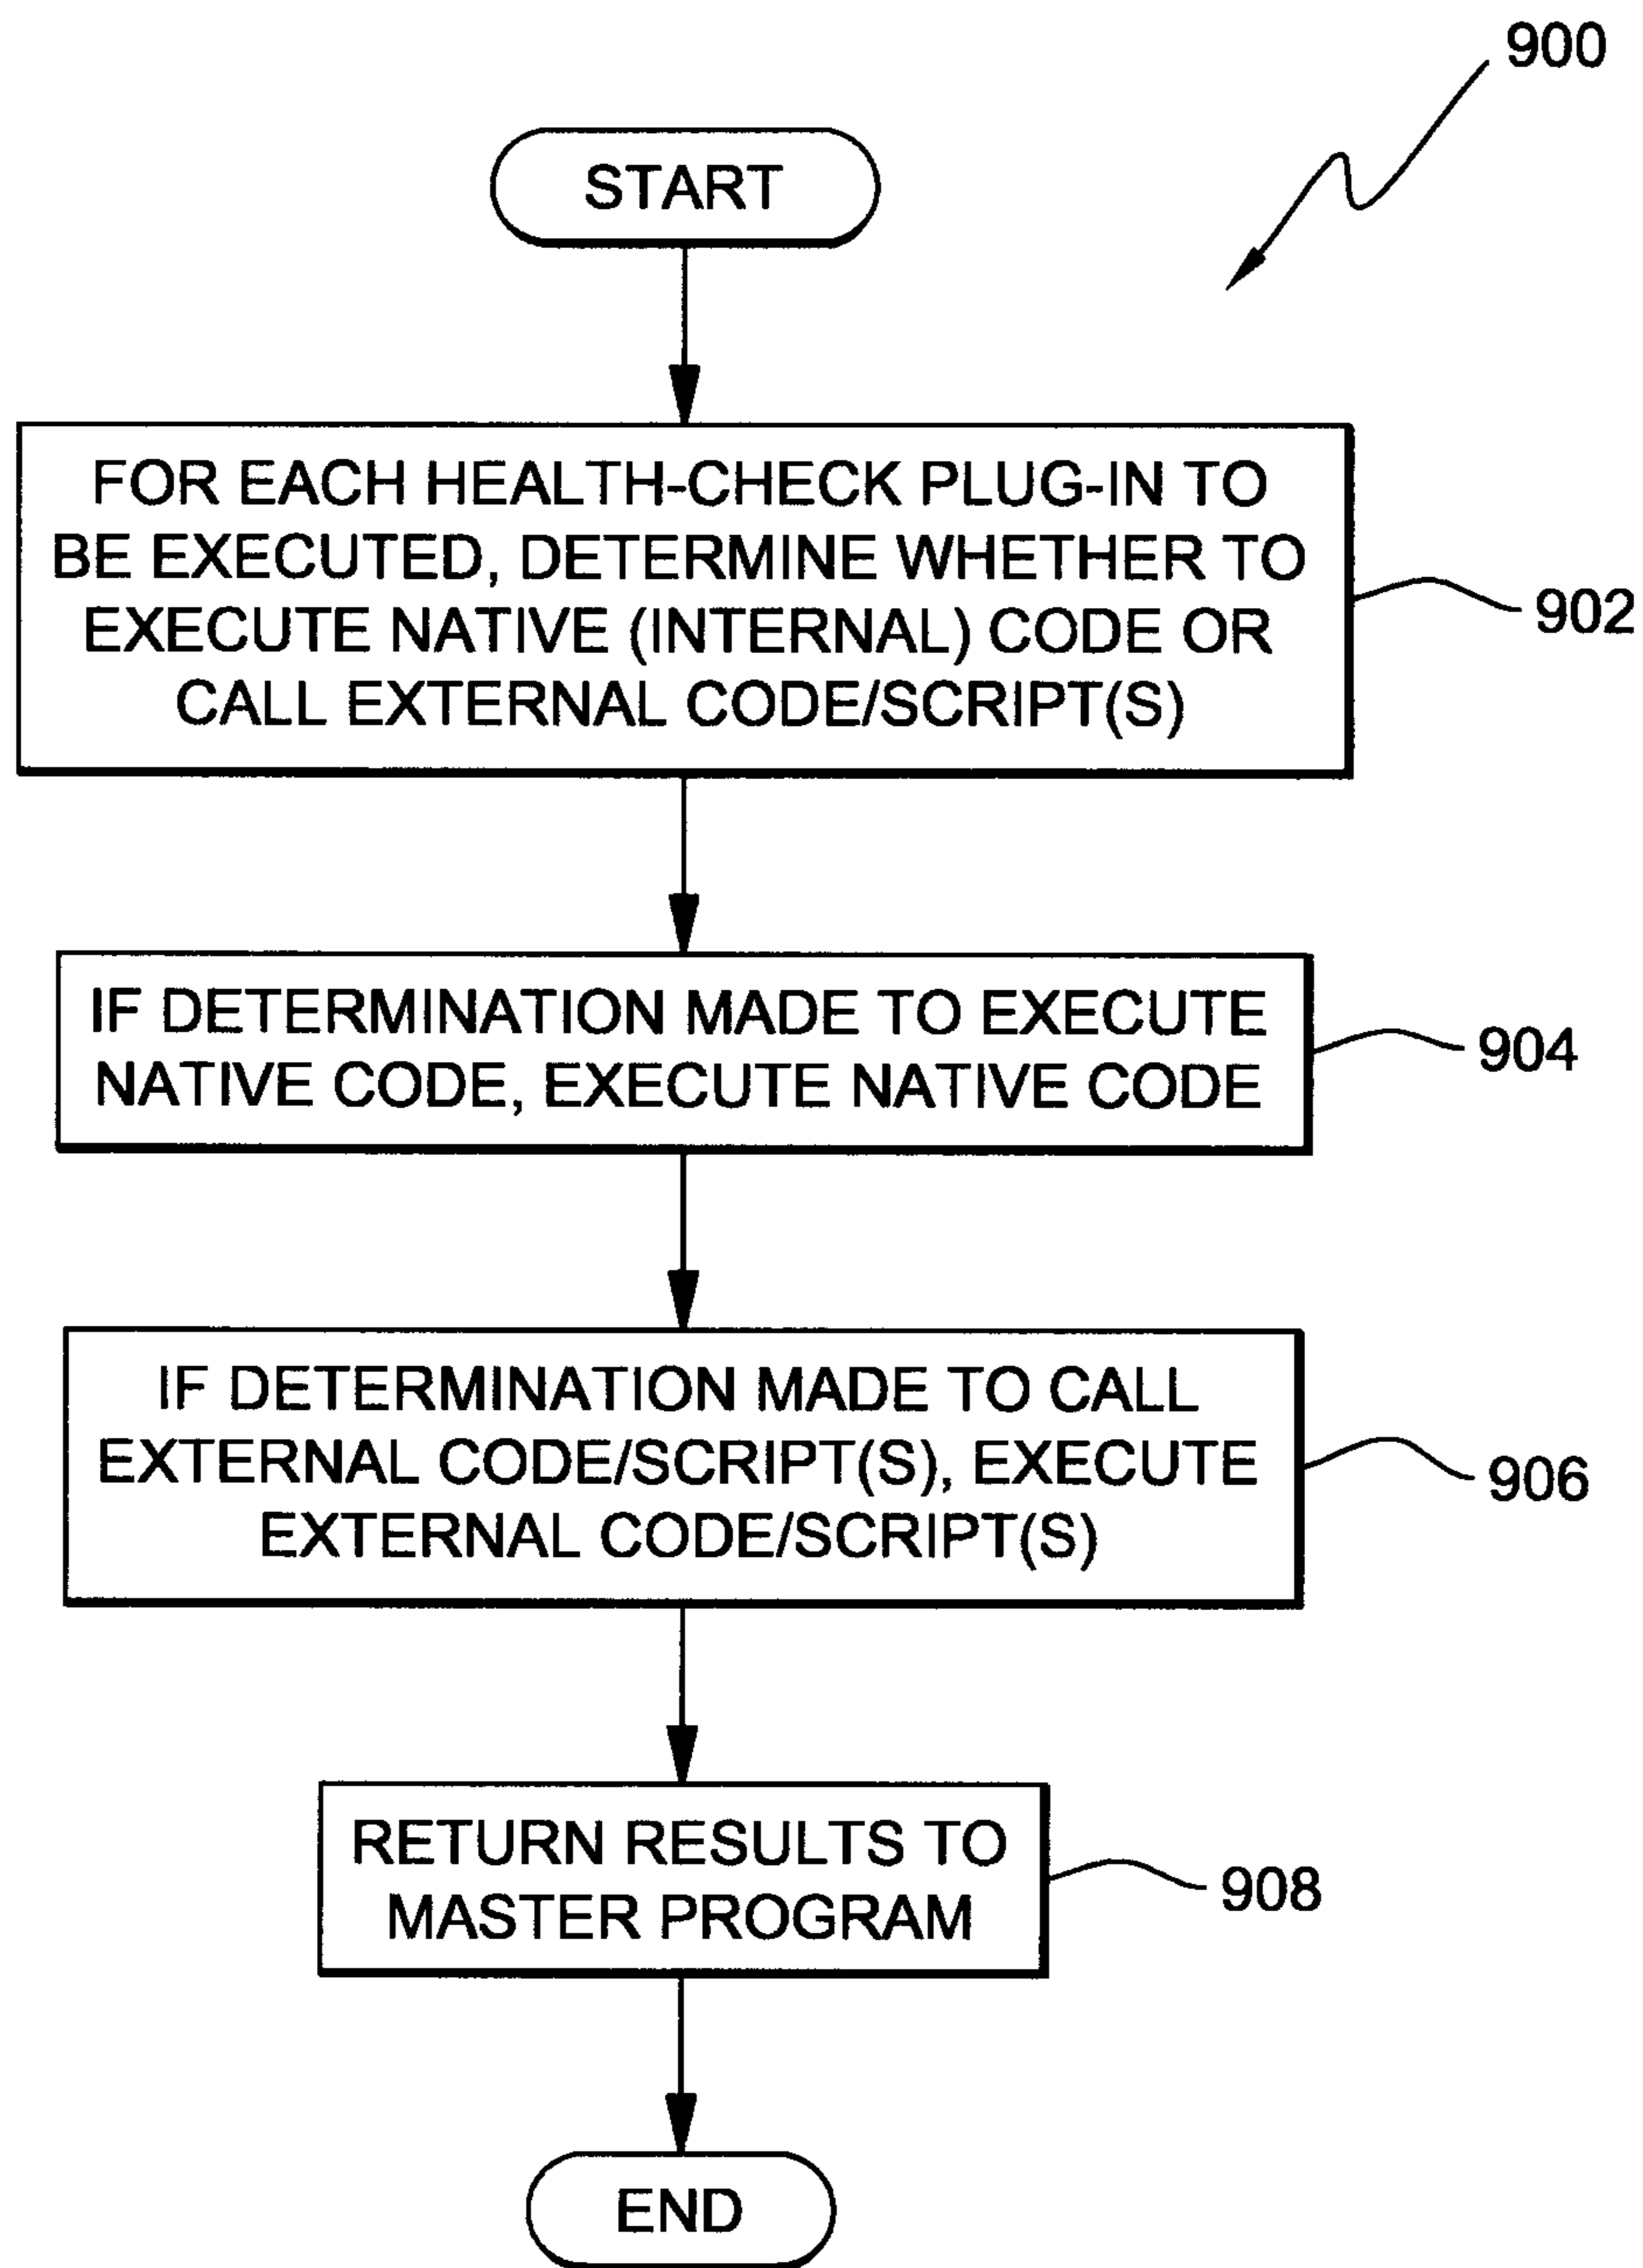 900
START
FOR EACH HEALTH-CHECK PLUG-IN TO
BE EXECUTED, DETERMINE WHETHER TO
EXECUTE NATIVE (INTERNAL) CODE OR
CALL EXTERNAL CODE/SCRIPT(S)
902
IF DETERMINATION MADE TO EXECUTE
NATIVE CODE, EXECUTE NATIVE CODE
904
IF DETERMINATION MADE TO CALL
EXTERNAL CODE/SCRIPT(S), EXECUTE
EXTERNAL CODE/SCRIPT(S)
906
RETURN RESULTS TO
MASTER PROGRAM
908
END